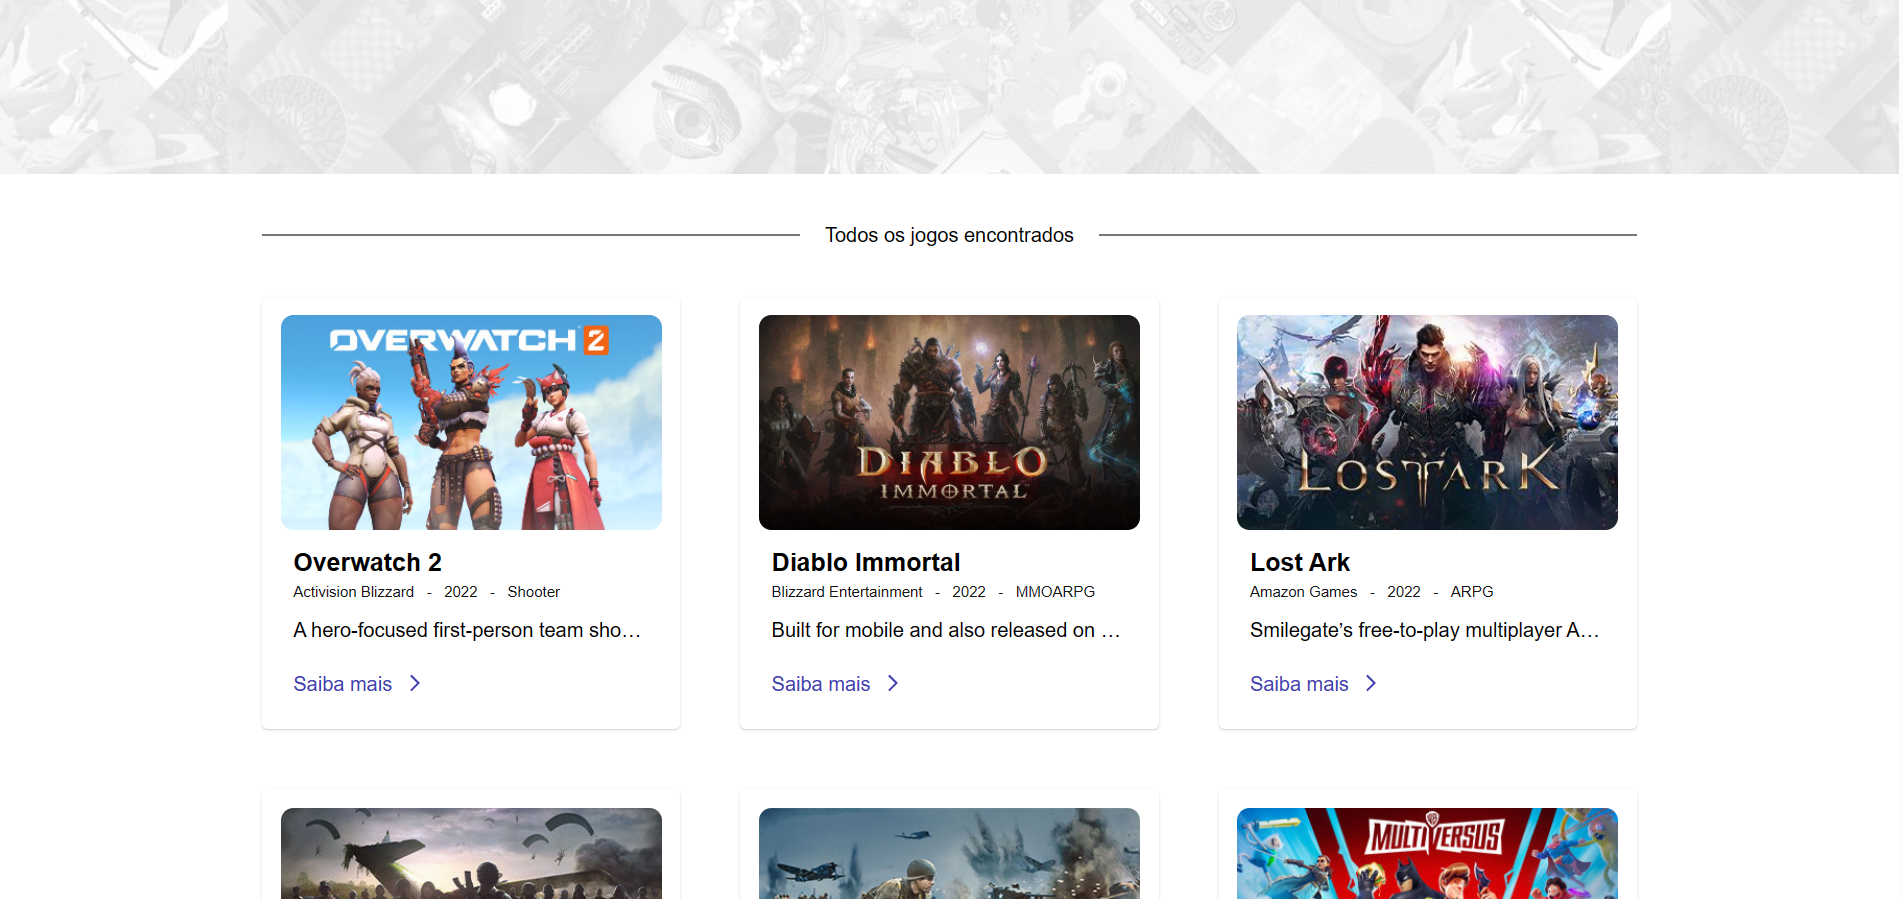 Todos os jogos encontrados
OVERWATCH 2
DIABLO
IMMORTAL
LOST ARK
Overwatch 2
Diablo Immortal
Lost Ark
Activision Blizzard - 2022 - Shooter
Blizzard Entertainment - 2022 - MMOARPG
Amazon Games - 2022 - ARPG
A hero-focused first-person team sho…
Built for mobile and also released on …
Smilegate’s free-to-play multiplayer A…
Saiba mais
Saiba mais
Saiba mais
MULTIVERSUS